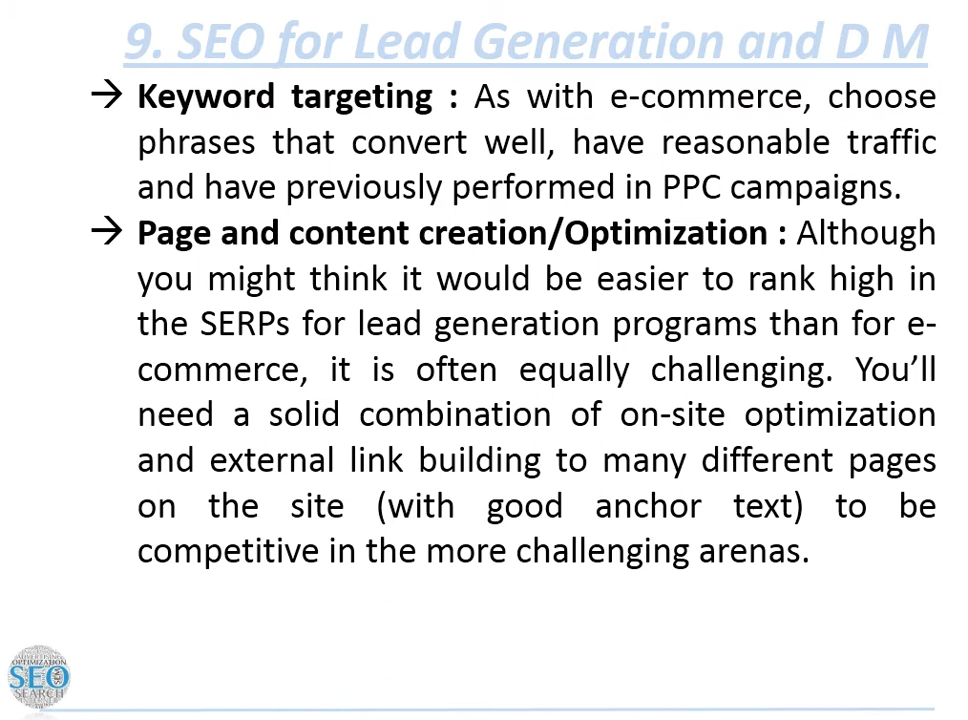 9. SEO for Lead Generation and D M
→ Keyword targeting : As with e-commerce, choose
phrases that convert well, have reasonable traffic
and have previously performed in PPC campaigns.
→ Page and content creation/Optimization : Although
you might think it would be easier to rank high in
the SERPs for lead generation programs than for e-
commerce, it is often equally challenging. You’ll
need a solid combination of on-site optimization
and external link building to many different pages
on the site (with good anchor text) to be
competitive in the more challenging arenas.
OPTIMIZATION
SEO
SEM
SEARCH